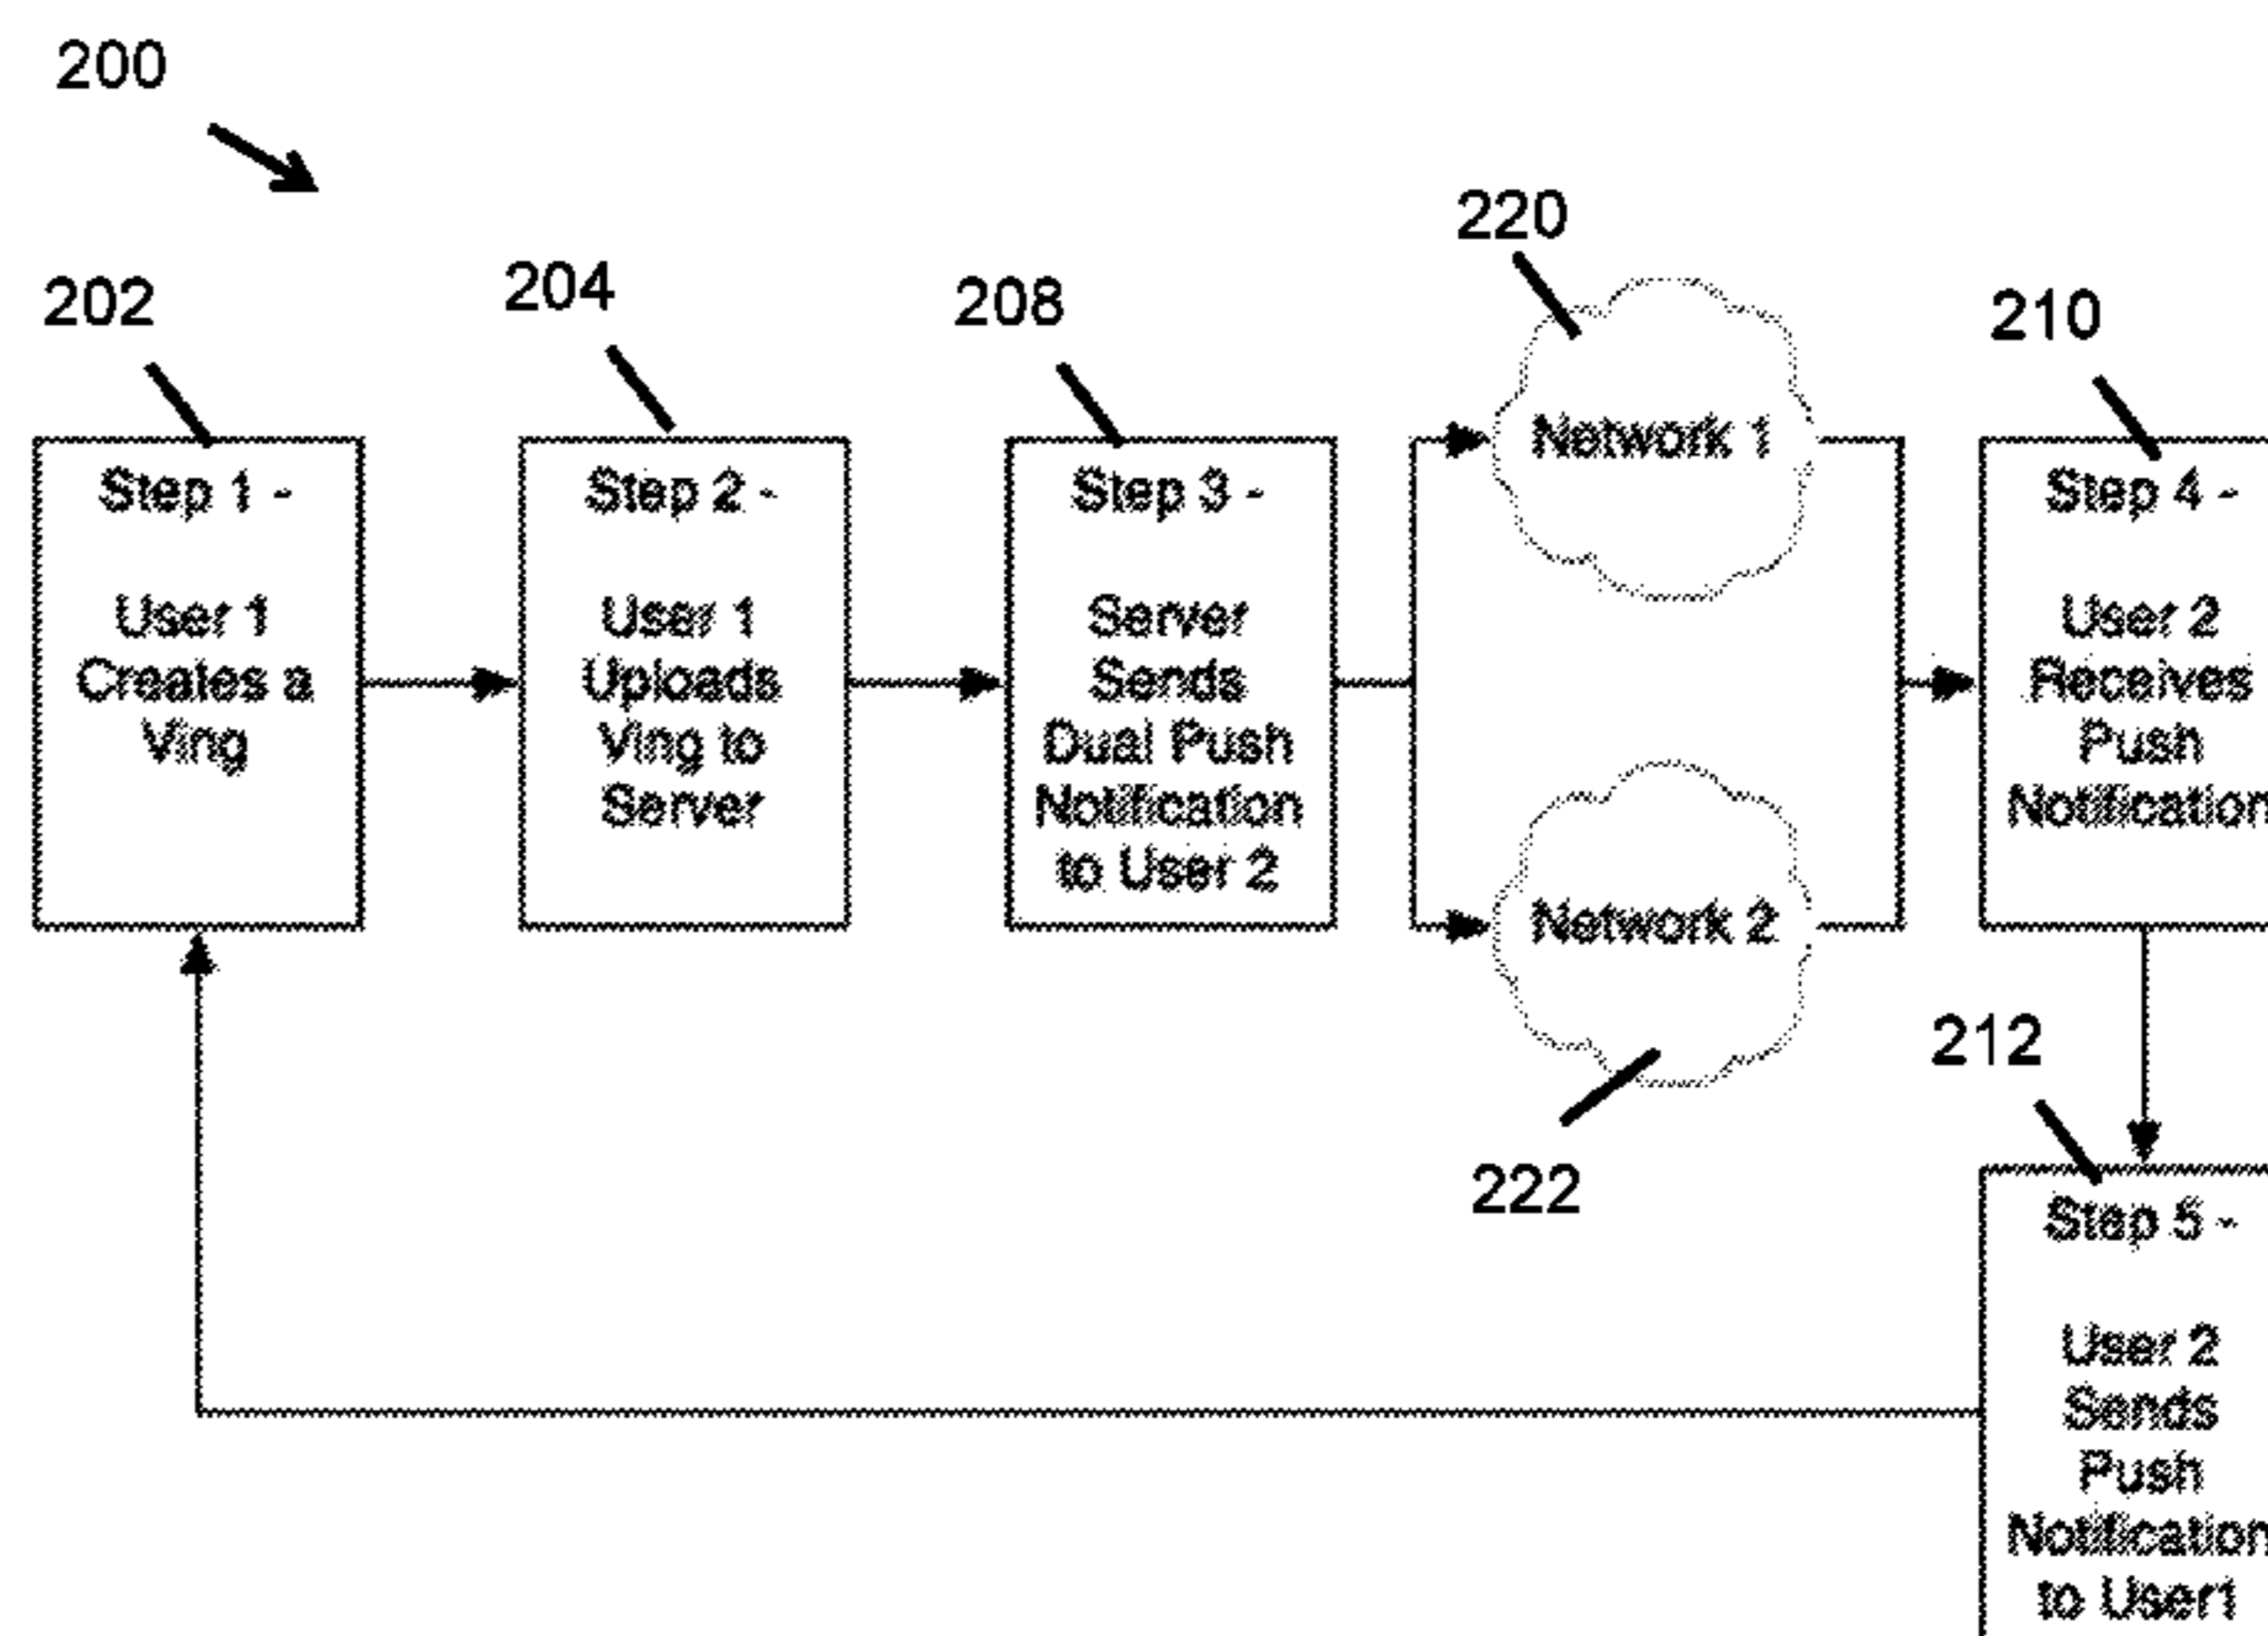 200
220
202
204
208
210
Step 1 -
User 1
Creates a
Ving
Step 2 -
User 1
Uploads
Ving to
Server
Step 3 -
Server
Sends
Dual Push
Notification
to User 2
Network 1
Network 2
222
Step 4 -
User 2
Receives
Push
Notification
212
Step 5 -
User 2
Sends
Push
Notification
to User1